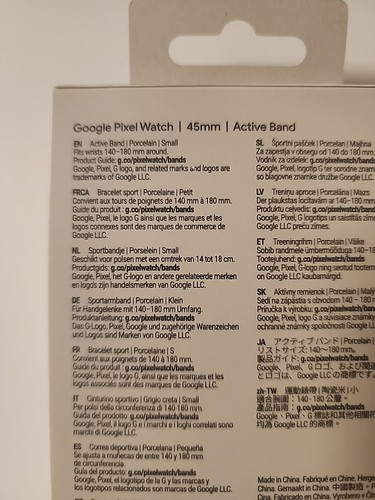 Google Pixel Watch | 45mm | Active Band
EN Active Band | Porcelain | Small
Fits wrists 140–180 mm around.
Product Guide: g.co/pixelwatch/bands
Google, Pixel, G logo, and related marks and logos are
trademarks of Google LLC.
FRCA Bracelet sport | Porcelaine | Petit
Convient aux tours de poignets de 140 mm à 180 mm.
Guide du produit : g.co/pixelwatch/bands
Google, Pixel, le logo G ainsi que les marques et les
logos connexes sont des marques de commerce de
Google LLC.
NL Sportbandje | Porselein | Small
Geschikt voor polsen met een omtrek van 14 tot 18 cm.
Productgids: g.co/pixelwatch/bands
Google, Pixel, het G-logo en andere gerelateerde merken
en logo's zijn handelsmerken van Google LLC.
DE Sportarmband | Porcelain | Klein
Für Handgelenke mit 140–180 mm Umfang.
Produktanleitung: g.co/pixelwatch/bands
Das G-Logo, Pixel, Google und zugehörige Warenzeichen
und Logos sind Marken von Google LLC.
FR Bracelet sport | Porcelaine | S
Convient aux poignets de 140 à 180 mm.
Guide du produit : g.co/pixelwatch/bands
Google, Pixel, le logo G, ainsi que les marques et les
logos associés sont des marques de Google LLC.
IT Cinturino sportivo | Grigio creta | Small
Per polsi della circonferenza di 140-180 mm.
Guida del prodotto: g.co/pixelwatch/bands
Google, Pixel, il logo G e i marchi e i loghi correlati sono
marchi di Google LLC.
ES Correa deportiva | Porcelana | Pequeña
Se ajusta a muñecas de entre 140 y 180 mm
de circunferencia.
Guía del producto: g.co/pixelwatch/bands
Google, Pixel, el logotipo de la G y las marcas y
los logotipos relacionados son marcas de Google LLC.
SL Športni pašček | Porcelan | Majhna
Za zapestja v obsegu od 140 do 180 mm.
Vodnik za izdelek: g.co/pixelwatch/bands
Google, Pixel, logotip G ter sorodne znam
so blagovne znamke družbe Google LLC.
LV Treniņu aproce | Porcelāna | Mazs
Der plaukstas locītavām ar 140–180 mm
Produktu ceļvedis: g.co/pixelwatch/bands
Google, Pixel, G logotips un saistītās zīm
Google LLC preču zīmes.
ET Treeningrihm | Portselan | Väike
Sobib randmele ümbermõõduga 140–18
Tootejuhend: g.co/pixelwatch/bands
Google, Pixel, G-logo ning seotud tootem
on Google LLC kaubamärgid.
SK Aktívny remienok | Porcelán | Malý
Sedí na zápästia s obvodom 140 – 180 m
Príručka k výrobku: g.co/pixelwatch/band
Google, Pixel, logo G a súvisiace známky
ochranné známky spoločnosti Google LL
JA アクティブ バンド | Porcelain |
リストサイズ: 140～180 mm。
製品ガイド: g.co/pixelwatch/bands
Google、Pixel、G ロゴ、および関連
とロゴは、Google LLC の商標です。
zh-TW 運動錶帶 | 陶瓷米 | 小
適合腕圍：140–180 公釐。
產品指南：g.co/pixelwatch/bands
Google、Pixel、G 標誌和其他相關符
均為 Google LLC 的商標。
Made in China. Fabriqué en Chine. Herge
China. Gemaakt in China. 中國製造。
Fabricado en China. Vyrobeno v Čí